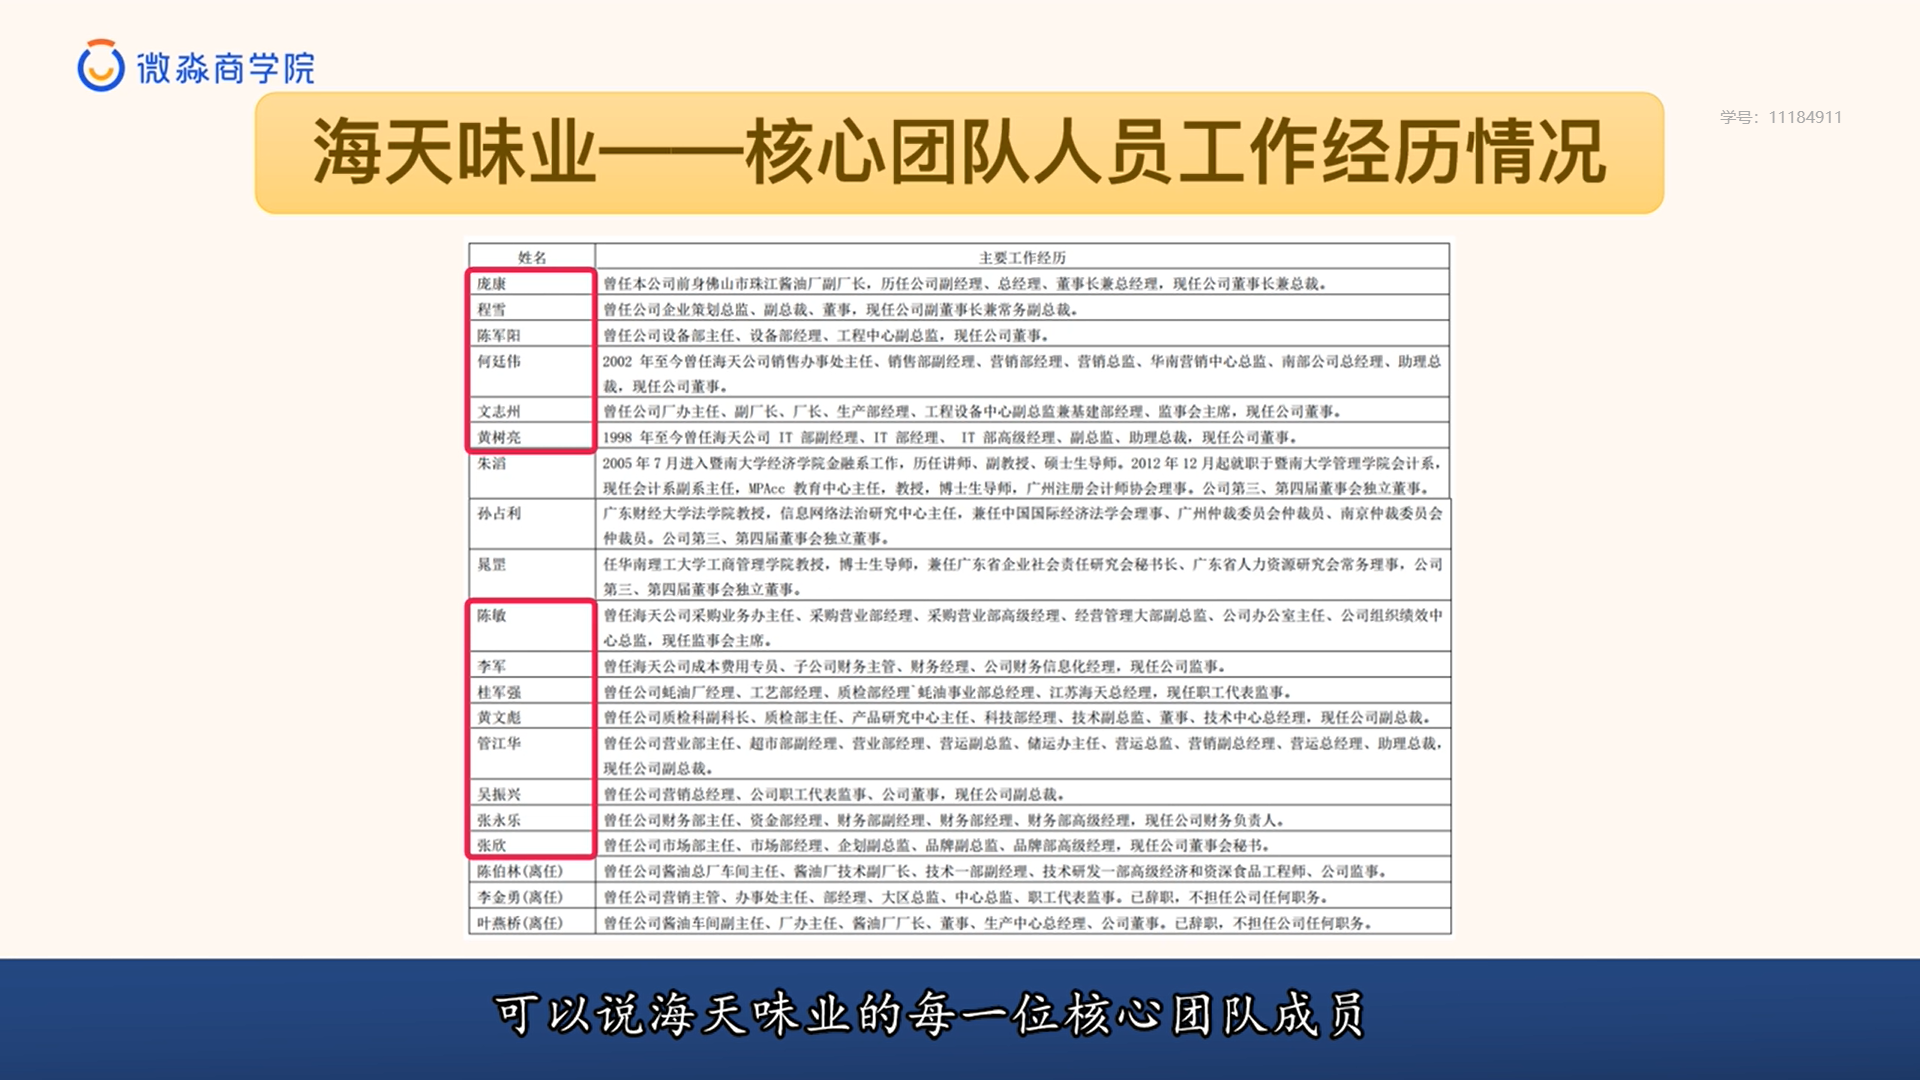 微淼商学院
学号：11184911
海天味业——核心团队人员工作经历情况
姓名 主要工作经历
庞康 曾任本公司前身佛山市珠江酱油厂副厂长，历任公司副经理、总经理、董事长兼总经理，现任公司董事长兼总裁。
程雪 曾任公司企业策划总监、副总裁、董事，现任公司副董事长兼常务副总裁。
陈军阳 曾任公司设备部主任、设备部经理、工程中心副总监，现任公司董事。
何廷伟 2002 年至今曾任海天公司销售办事处主任、销售部副经理、营销部经理、营销总监、华南营销中心总监、南部公司总经理、助理总
裁，现任公司董事。
文志州 曾任公司厂办主任、副厂长、厂长、生产部经理、工程设备中心副总监兼基建部经理、监事会主席，现任公司董事。
黄树亮 1998 年至今曾任海天公司 IT 部副经理、IT 部经理、 IT 部高级经理、副总监、助理总裁，现任公司董事。
朱滔 2005 年 7 月进入暨南大学经济学院金融系工作，历任讲师、副教授、硕士生导师。2012 年 12 月起就职于暨南大学管理学院会计系，
现任会计系副系主任，MPAcc 教育中心主任，教授，博士生导师，广州注册会计师协会理事。公司第三、第四届董事会独立董事。
孙占利 广东财经大学法学院教授，信息网络法治研究中心主任，兼任中国国际经济法学会理事、广州仲裁委员会仲裁员、南京仲裁委员会
仲裁员。公司第三、第四届董事会独立董事。
晁罡 任华南理工大学工商管理学院教授，博士生导师，兼任广东省企业社会责任研究会秘书长、广东省人力资源研究会常务理事，公司
第三、第四届董事会独立董事。
陈敏 曾任海天公司采购业务办主任、采购营业部经理、采购营业部高级经理、经营管理大部副总监、公司办公室主任、公司组织绩效中
心总监，现任监事会主席。
李军 曾任海天公司成本费用专员、子公司财务主管、财务经理、公司财务信息化经理，现任公司监事。
桂军强 曾任公司蚝油厂经理、工艺部经理、质检部经理`蚝油事业部总经理、江苏海天总经理，现任职工代表监事。
黄文彪 曾任公司质检科副科长、质检部主任、产品研究中心主任、科技部经理、技术副总监、董事、技术中心总经理，现任公司副总裁。
管江华 曾任公司营业部主任、超市部副经理、营业部经理、营运副总监、储运办主任、营运总监、营销副总经理、营运总经理、助理总裁，
现任公司副总裁。
吴振兴 曾任公司营销总经理、公司职工代表监事、公司董事，现任公司副总裁。
张永乐 曾任公司财务部主任、资金部经理、财务部副经理、财务部经理、财务部高级经理，现任公司财务负责人。
张欣 曾任公司市场部主任、市场部经理、企划副总监、品牌副总监、品牌部高级经理，现任公司董事会秘书。
陈伯林(离任) 曾任公司酱油总厂车间主任、酱油厂技术副厂长、技术一部副经理、技术研发一部高级经济和资深食品工程师、公司监事。
李金勇(离任) 曾任公司营销主管、办事处主任、部经理、大区总监、中心总监、职工代表监事。已辞职，不担任公司任何职务。
叶燕桥(离任) 曾任公司酱油车间副主任、厂办主任、酱油厂厂长、董事、生产中心总经理、公司董事。已辞职，不担任公司任何职务。
可以说海天味业的每一位核心团队成员